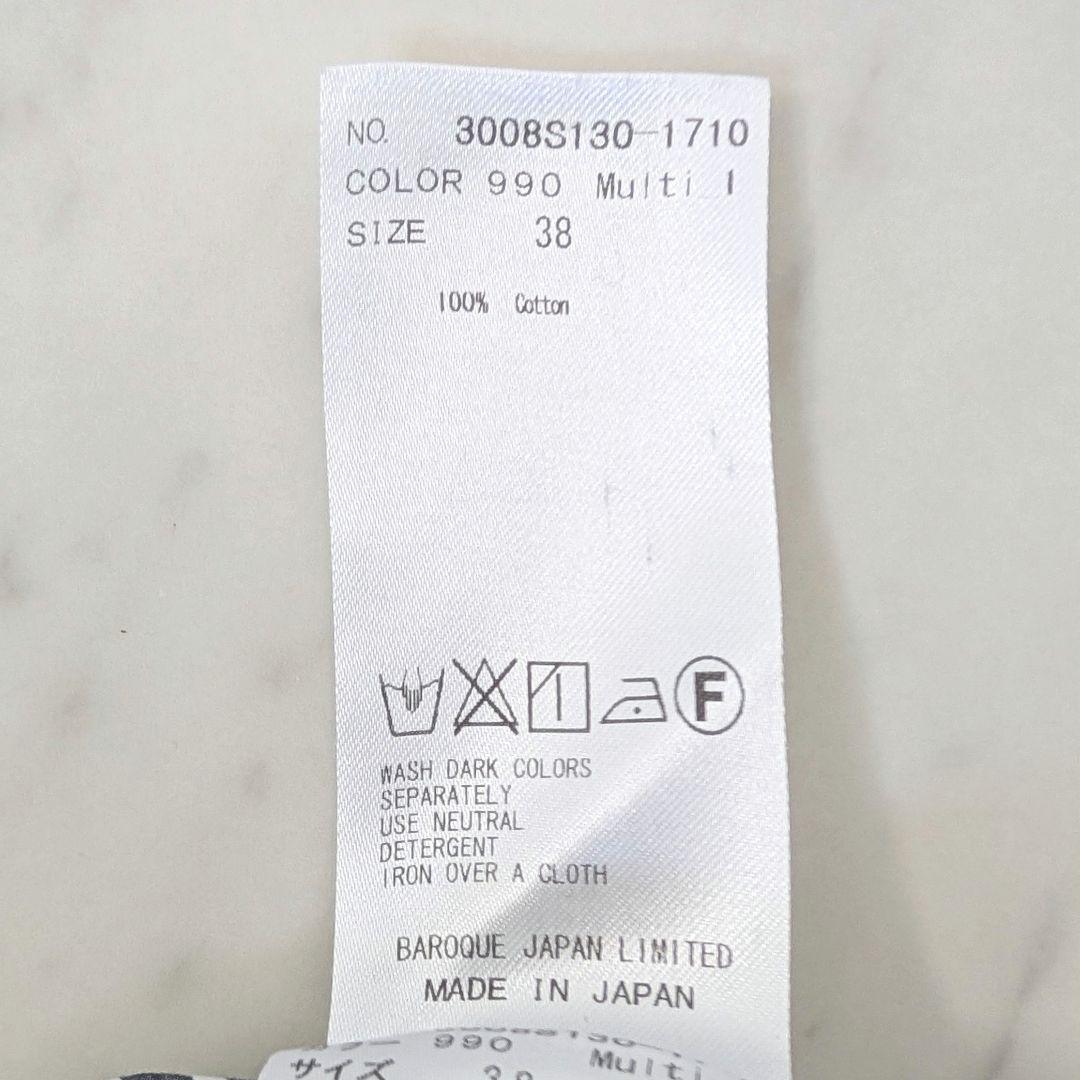 NO. 3008S130-1710
COLOR 990 Multi 1
SIZE 38
100% Cotton
F
WASH DARK COLORS
SEPARATELY
USE NEUTRAL
DETERGENT
IRON OVER A CLOTH
BAROQUE JAPAN LIMITED
MADE IN JAPAN
990 Multi
サイズ 38